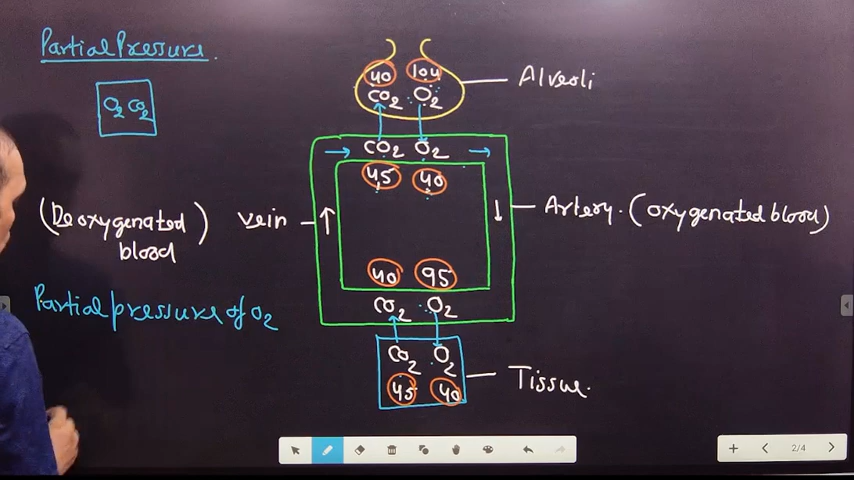 Partial Pressure.
O2 CO2
40 104
CO2 O2
Alveoli
CO2 O2
45 40
(Deoxygenated blood)
vein
Artery. (oxygenated blood)
40 95
CO2 O2
Partial pressure of O2
CO2 O2
45 40
Tissue.
2/4